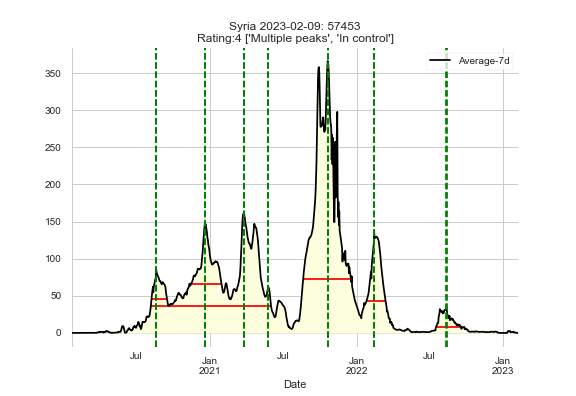 Syria 2023-02-09: 57453
Rating:4 ['Multiple peaks', 'In control']
Average-7d
350
300
250
200
150
100
50
0
Jul
Jan
2021
Jul
Jan
2022
Jul
Jan
2023
Date